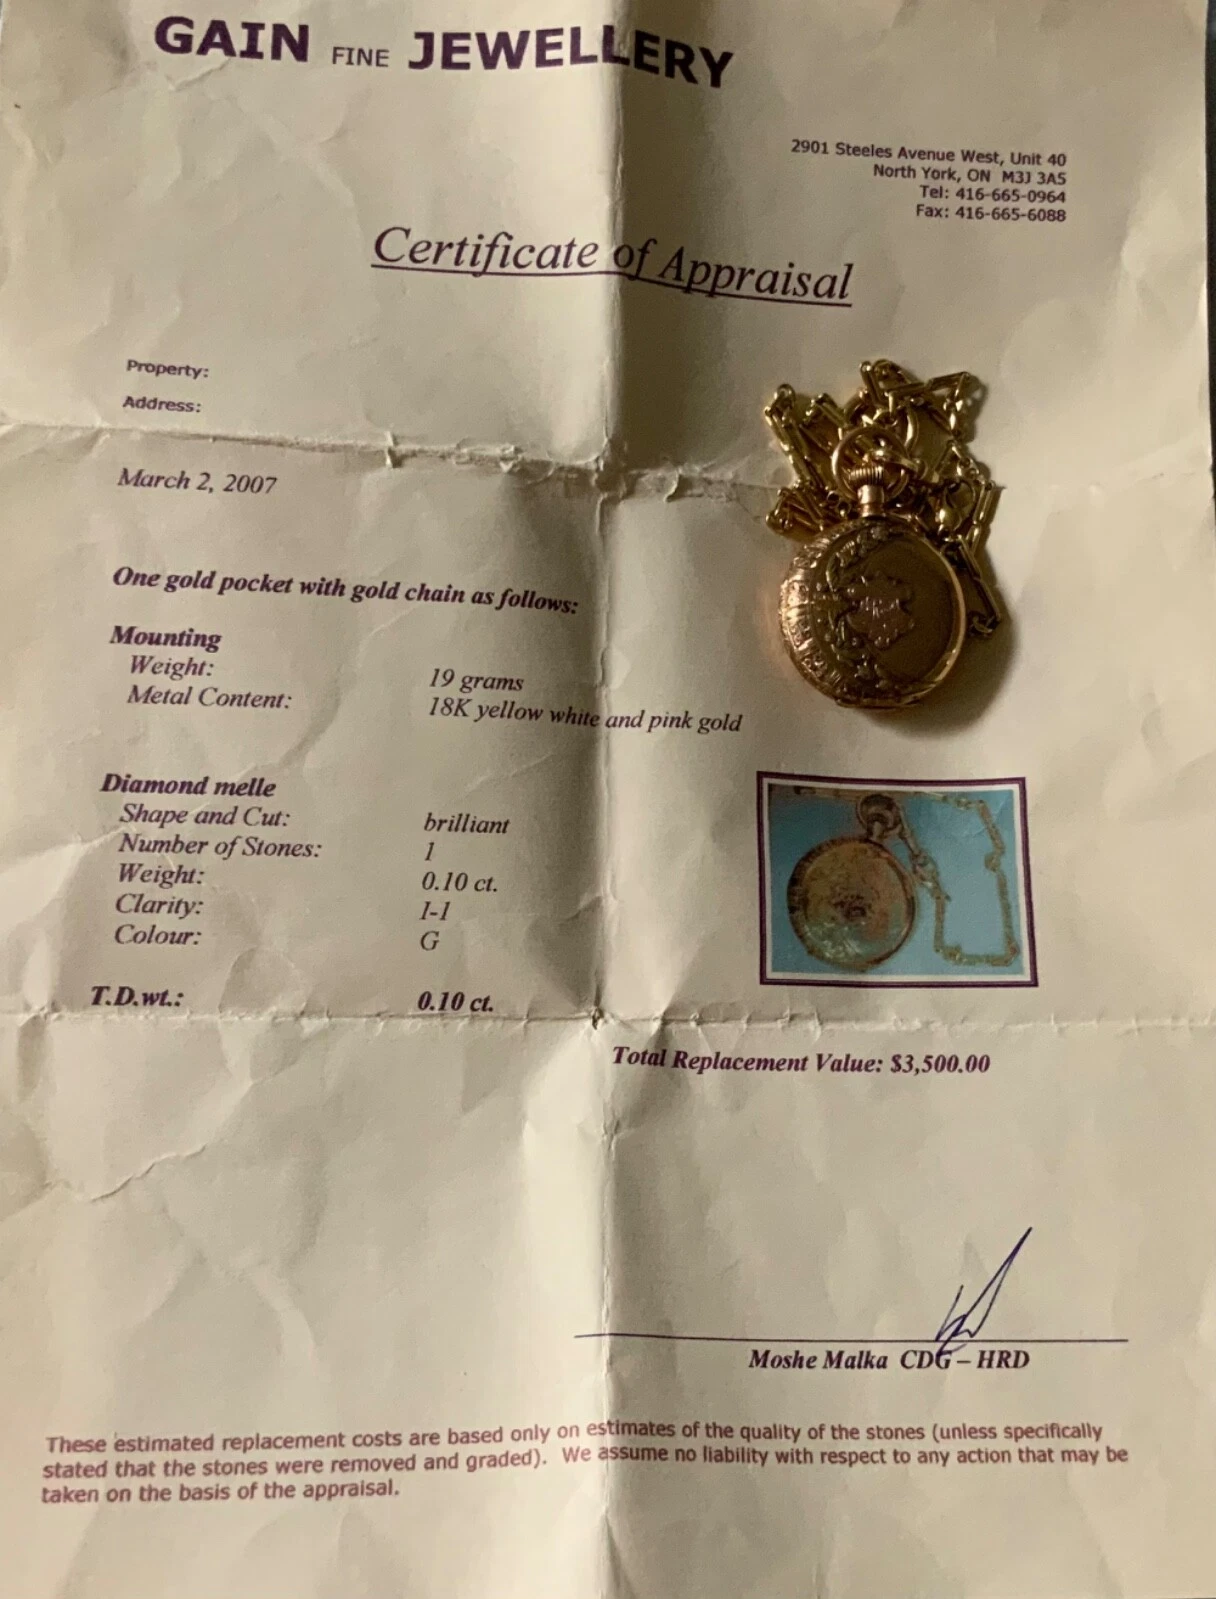 GAIN FINE JEWELLERY
2901 Steeles Avenue West, Unit 40
North York, ON M3J 3A5
Tel: 416-665-0964
Fax: 416-665-6088
Certificate of Appraisal
Property:
Address:
March 2, 2007
One gold pocket with gold chain as follows:
Mounting
Weight: 19 grams
Metal Content: 18K yellow white and pink gold
Diamond melle
Shape and Cut: brilliant
Number of Stones: 1
Weight: 0.10 ct.
Clarity: I-1
Colour: G
T.D.wt.: 0.10 ct.
Total Replacement Value: $3,500.00
Moshe Malka CDG – HRD
These estimated replacement costs are based only on estimates of the quality of the stones (unless specifically
stated that the stones were removed and graded). We assume no liability with respect to any action that may be
taken on the basis of the appraisal.